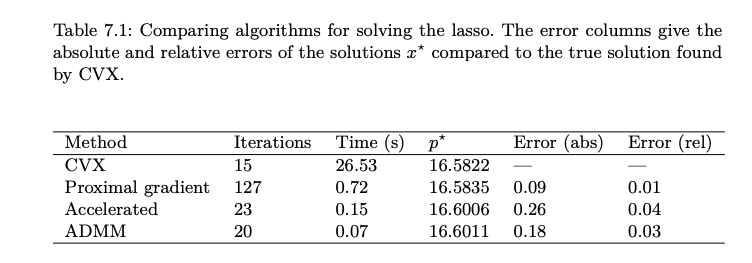 Table 7.1: Comparing algorithms for solving the lasso. The error columns give the
absolute and relative errors of the solutions x⋆ compared to the true solution found
by CVX.
Method Iterations Time (s) p⋆ Error (abs) Error (rel)
CVX 15 26.53 16.5822 — —
Proximal gradient 127 0.72 16.5835 0.09 0.01
Accelerated 23 0.15 16.6006 0.26 0.04
ADMM 20 0.07 16.6011 0.18 0.03